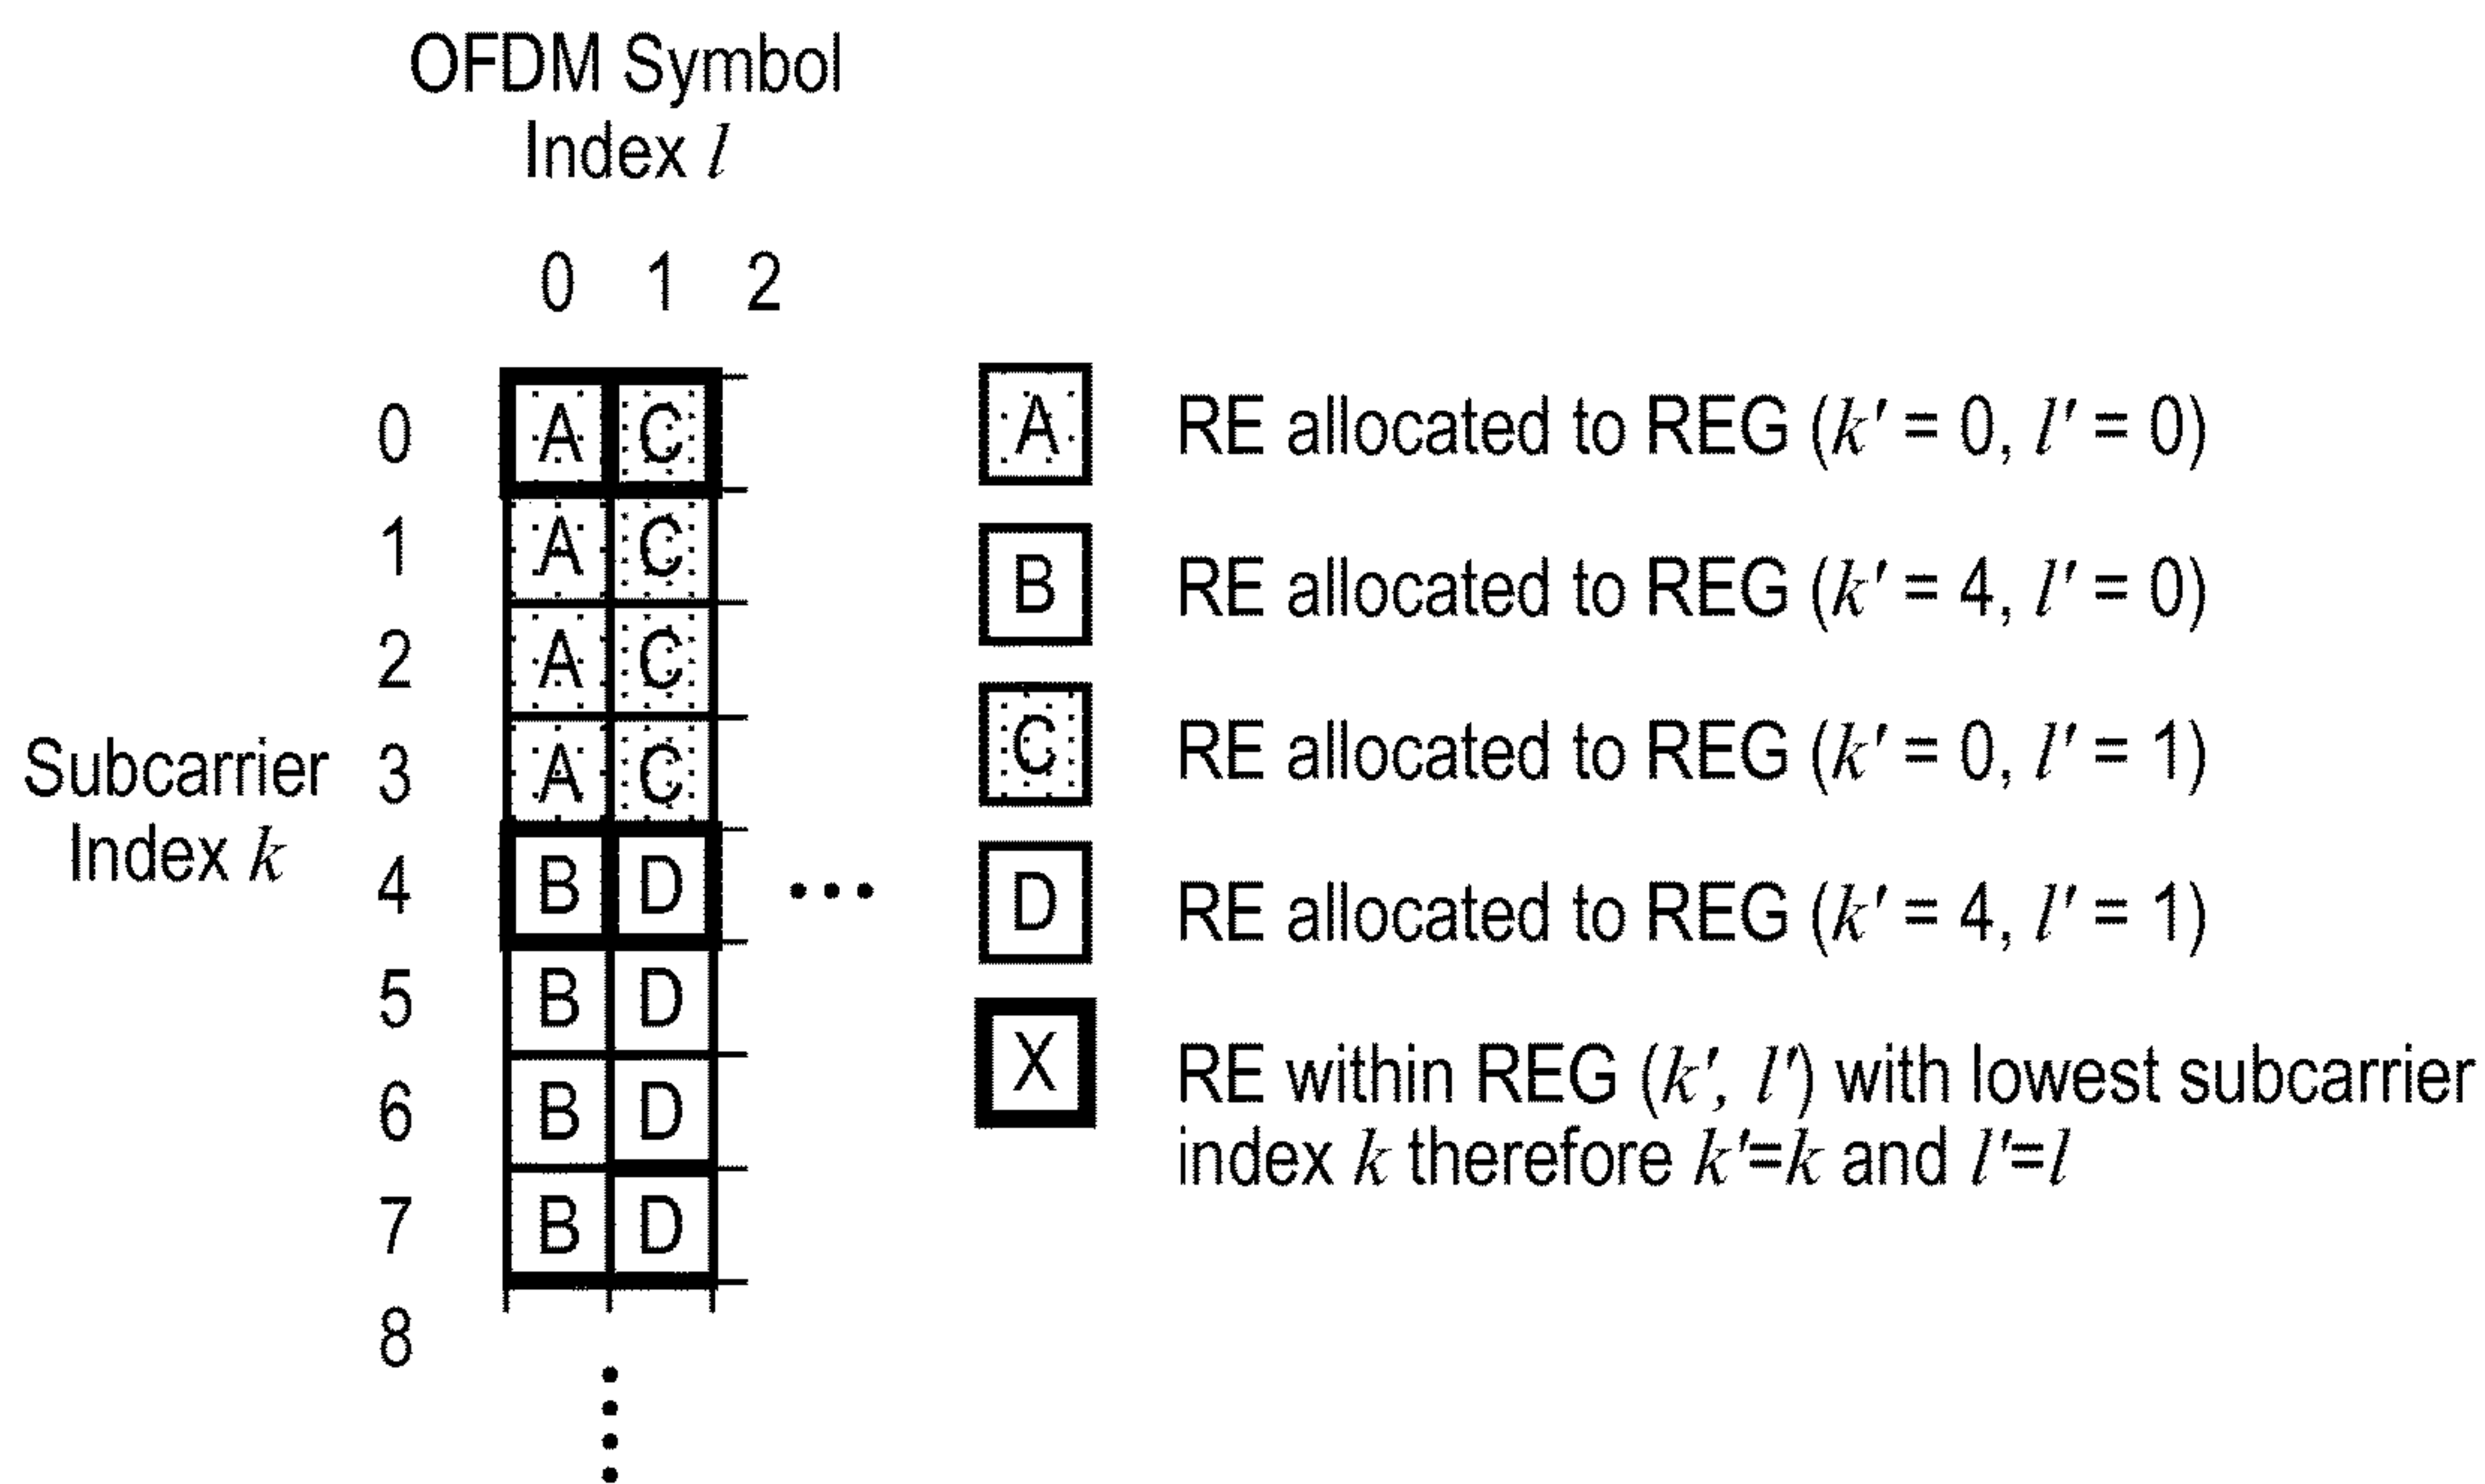 OFDM Symbol
Index l
0 1 2
0 A C
1 A C
2 A C
3 A C
Subcarrier
Index k
4 B D
5 B D
6 B D
7 B D
8
A RE allocated to REG (k' = 0, l' = 0)
B RE allocated to REG (k' = 4, l' = 0)
C RE allocated to REG (k' = 0, l' = 1)
D RE allocated to REG (k' = 4, l' = 1)
X RE within REG (k', l') with lowest subcarrier
index k therefore k'=k and l'=l